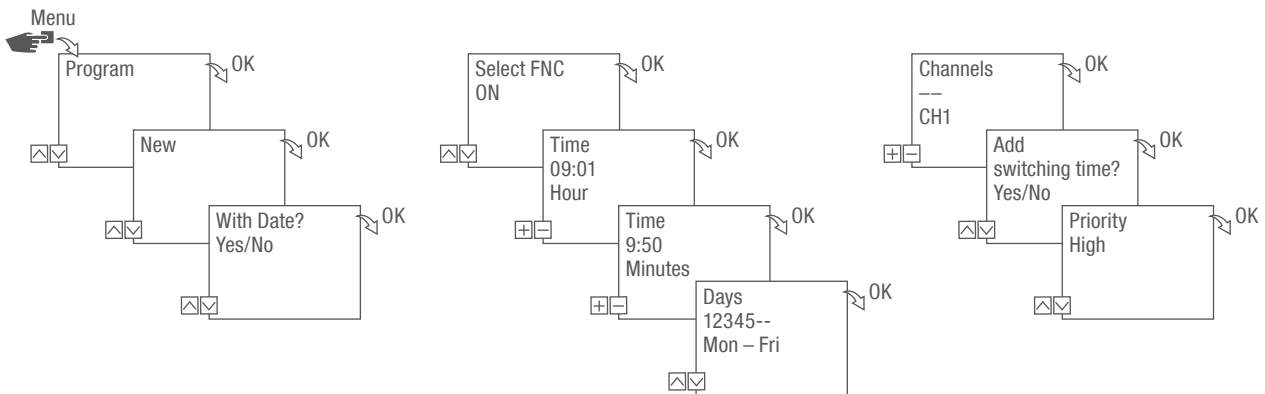 Menu
Program
OK
New
OK
With Date?
Yes/No
OK
Select FNC
ON
OK
Time
09:01
Hour
OK
Time
9:50
Minutes
OK
Days
12345--
Mon – Fri
OK
Channels
––
CH1
OK
Add
switching time?
Yes/No
OK
Priority
High
OK